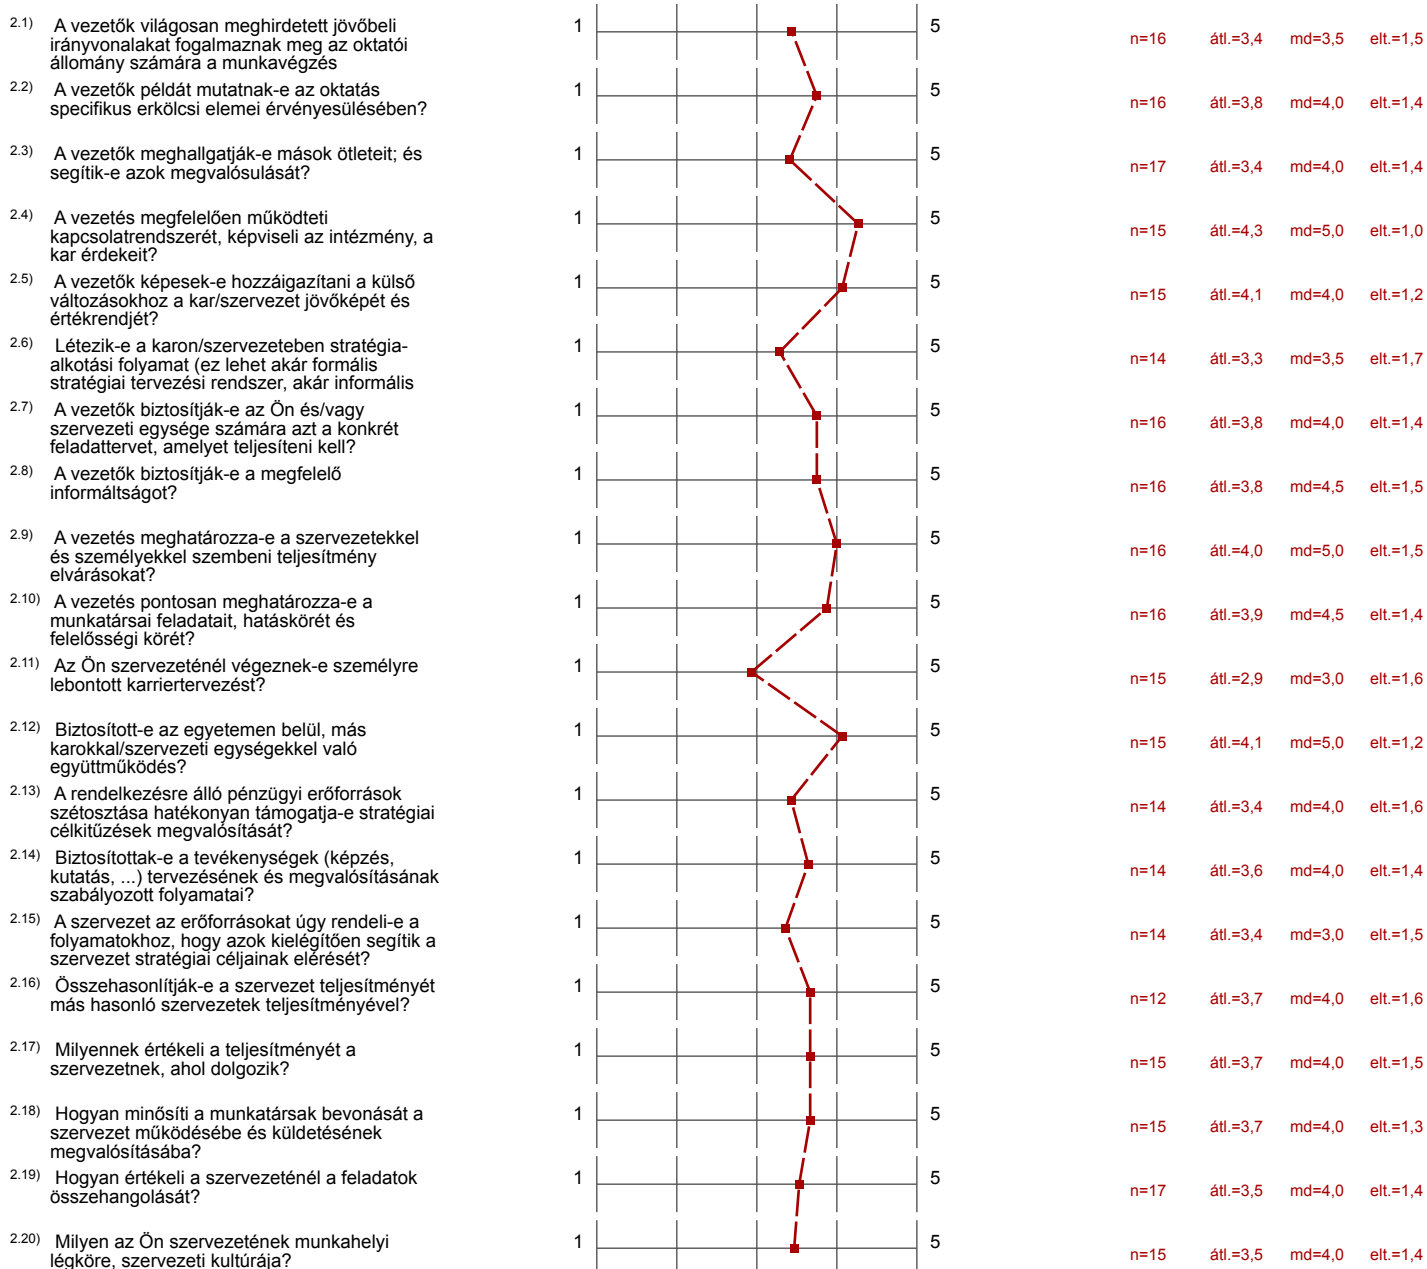 2.1) A vezetők világosan meghirdetett jövőbeli
irányvonalakat fogalmaznak meg az oktatói
állomány számára a munkavégzés
1 5 n=16 átl.=3,4 md=3,5 elt.=1,5
2.2) A vezetők példát mutatnak-e az oktatás
specifikus erkölcsi elemei érvényesülésében?
1 5 n=16 átl.=3,8 md=4,0 elt.=1,4
2.3) A vezetők meghallgatják-e mások ötleteit; és
segítik-e azok megvalósulását?
1 5 n=17 átl.=3,4 md=4,0 elt.=1,4
2.4) A vezetés megfelelően működteti
kapcsolatrendszerét, képviseli az intézmény, a
kar érdekeit?
1 5 n=15 átl.=4,3 md=5,0 elt.=1,0
2.5) A vezetők képesek-e hozzáigazítani a külső
változásokhoz a kar/szervezet jövőképét és
értékrendjét?
1 5 n=15 átl.=4,1 md=4,0 elt.=1,2
2.6) Létezik-e a karon/szervezeteben stratégia-
alkotási folyamat (ez lehet akár formális
stratégiai tervezési rendszer, akár informális
1 5 n=14 átl.=3,3 md=3,5 elt.=1,7
2.7) A vezetők biztosítják-e az Ön és/vagy
szervezeti egysége számára azt a konkrét
feladattervet, amelyet teljesíteni kell?
1 5 n=16 átl.=3,8 md=4,0 elt.=1,4
2.8) A vezetők biztosítják-e a megfelelő
informáltságot?
1 5 n=16 átl.=3,8 md=4,5 elt.=1,5
2.9) A vezetés meghatározza-e a szervezetekkel
és személyekkel szembeni teljesítmény
elvárásokat?
1 5 n=16 átl.=4,0 md=5,0 elt.=1,5
2.10) A vezetés pontosan meghatározza-e a
munkatársai feladatait, hatáskörét és
felelősségi körét?
1 5 n=16 átl.=3,9 md=4,5 elt.=1,4
2.11) Az Ön szervezeténél végeznek-e személyre
lebontott karriertervezést?
1 5 n=15 átl.=2,9 md=3,0 elt.=1,6
2.12) Biztosított-e az egyetemen belül, más
karokkal/szervezeti egységekkel való
együttműködés?
1 5 n=15 átl.=4,1 md=5,0 elt.=1,2
2.13) A rendelkezésre álló pénzügyi erőforrások
szétosztása hatékonyan támogatja-e stratégiai
célkitűzések megvalósítását?
1 5 n=14 átl.=3,4 md=4,0 elt.=1,6
2.14) Biztosítottak-e a tevékenységek (képzés,
kutatás, ...) tervezésének és megvalósításának
szabályozott folyamatai?
1 5 n=14 átl.=3,6 md=4,0 elt.=1,4
2.15) A szervezet az erőforrásokat úgy rendeli-e a
folyamatokhoz, hogy azok kielégítően segítik a
szervezet stratégiai céljainak elérését?
1 5 n=14 átl.=3,4 md=3,0 elt.=1,5
2.16) Összehasonlítják-e a szervezet teljesítményét
más hasonló szervezetek teljesítményével?
1 5 n=12 átl.=3,7 md=4,0 elt.=1,6
2.17) Milyennek értékeli a teljesítményét a
szervezetnek, ahol dolgozik?
1 5 n=15 átl.=3,7 md=4,0 elt.=1,5
2.18) Hogyan minősíti a munkatársak bevonását a
szervezet működésébe és küldetésének
megvalósításába?
1 5 n=15 átl.=3,7 md=4,0 elt.=1,3
2.19) Hogyan értékeli a szervezeténél a feladatok
összehangolását?
1 5 n=17 átl.=3,5 md=4,0 elt.=1,4
2.20) Milyen az Ön szervezetének munkahelyi
légköre, szervezeti kultúrája?
1 5 n=15 átl.=3,5 md=4,0 elt.=1,4